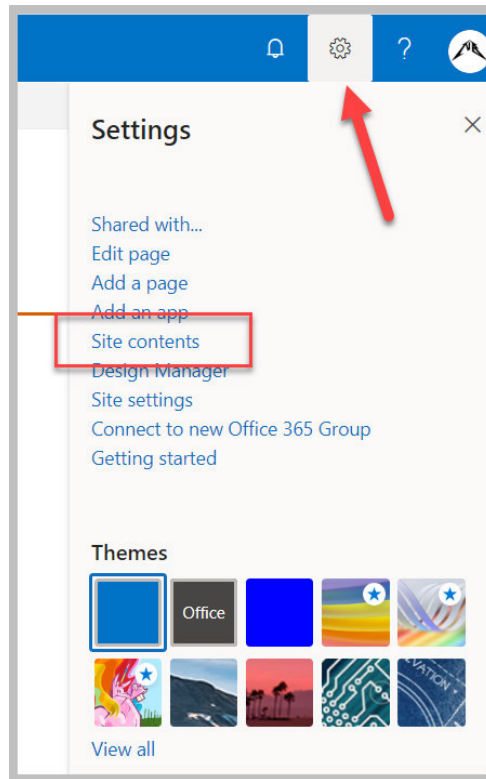 ?
Settings
Shared with...
Edit page
Add a page
Add an app
Site contents
Design Manager
Site settings
Connect to new Office 365 Group
Getting started
Themes
Office
View all